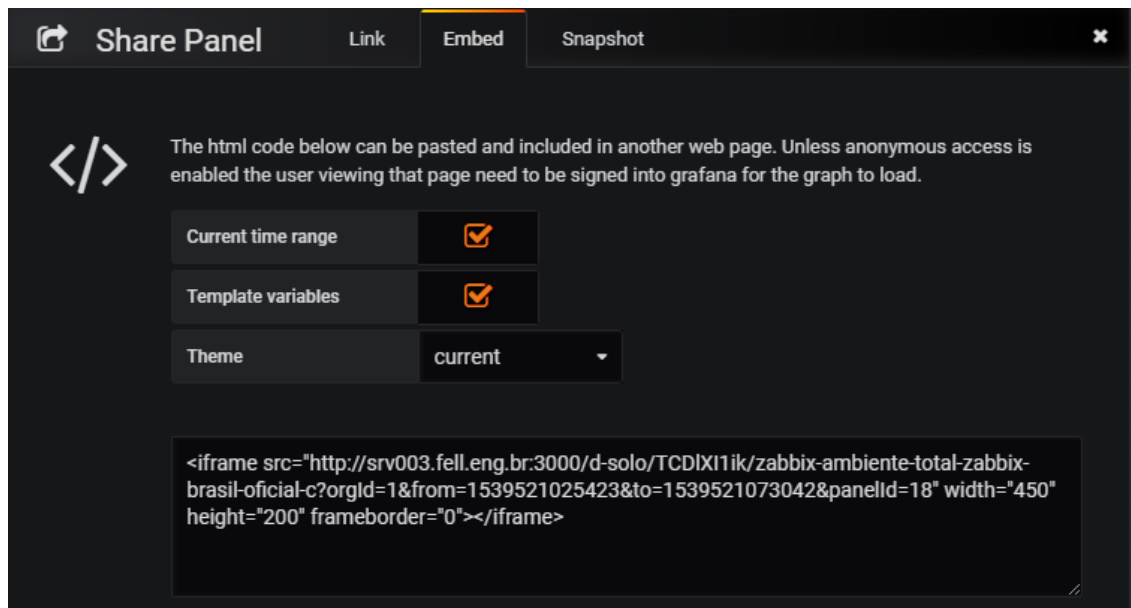 Share Panel Link Embed Snapshot
The html code below can be pasted and included in another web page. Unless anonymous access is
enabled the user viewing that page need to be signed into grafana for the graph to load.
Current time range
Template variables
Theme current
<iframe src="http://srv003.fell.eng.br:3000/d-solo/TCDlXI1ik/zabbix-ambiente-total-zabbix-
brasil-oficial-c?orgId=1&from=1539521025423&to=1539521073042&panelId=18" width="450"
height="200" frameborder="0"></iframe>